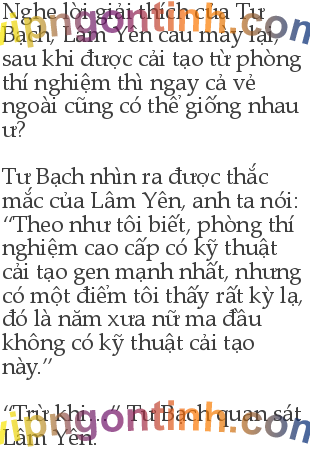 Nghe lời giải thích của Tư
Bạch, Lâm Yên cau mày lại,
sau khi được cải tạo từ phòng
thí nghiệm thì ngay cả vẻ
ngoài cũng có thể giống nhau
ư?
Tư Bạch nhìn ra được thắc
mắc của Lâm Yên, anh ta nói:
“Theo như tôi biết, phòng thí
nghiệm cao cấp có kỹ thuật
cải tạo gen mạnh nhất, nhưng
có một điểm tôi thấy rất kỳ lạ,
đó là năm xưa nữ ma đầu
không có kỹ thuật cải tạo
này.”
“Trừ khi…” Tư Bạch quan sát
Lâm Yên.
vipngontinh.com
vipngontinh.com